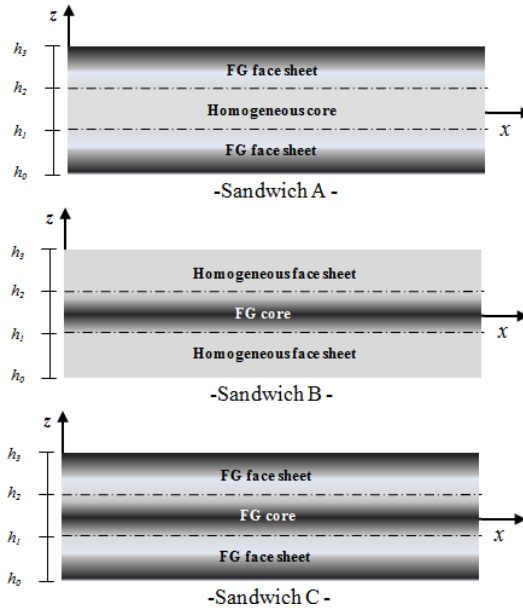 z
h₃
FG face sheet
h₂
Homogeneous core
x
h₁
FG face sheet
h₀
-Sandwich A -
z
h₃
Homogeneous face sheet
h₂
FG core
x
h₁
Homogeneous face sheet
h₀
-Sandwich B -
z
h₃
FG face sheet
h₂
FG core
x
h₁
FG face sheet
h₀
-Sandwich C -